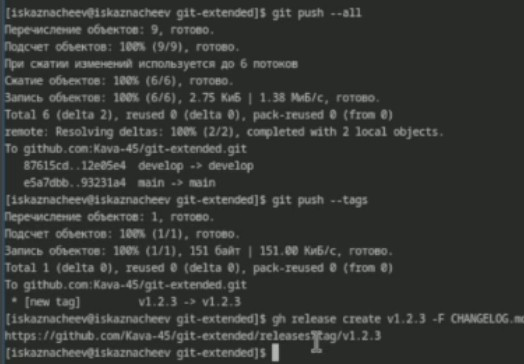 [iskaznacheev@iskaznacheev git-extended]$ git push --all
Перечисление объектов: 9, готово.
Подсчет объектов: 100% (9/9), готово.
При сжатии изменений используется до 6 потоков
Сжатие объектов: 100% (6/6), готово.
Запись объектов: 100% (6/6), 2.75 КиБ | 1.38 МиБ/с, готово.
Total 6 (delta 2), reused 0 (delta 0), pack-reused 0 (from 0)
remote: Resolving deltas: 100% (2/2), completed with 2 local objects.
To github.com:Kava-45/git-extended.git
87615cd..12e05e4 develop -> develop
e5a7dbb..93231a4 main -> main
[iskaznacheev@iskaznacheev git-extended]$ git push --tags
Перечисление объектов: 1, готово.
Подсчет объектов: 100% (1/1), готово.
Запись объектов: 100% (1/1), 151 байт | 151.00 КиБ/с, готово.
Total 1 (delta 0), reused 0 (delta 0), pack-reused 0 (from 0)
To github.com:Kava-45/git-extended.git
* [new tag] v1.2.3 -> v1.2.3
[iskaznacheev@iskaznacheev git-extended]$ gh release create v1.2.3 -F CHANGELOG.m
https://github.com/Kava-45/git-extended/releases/tag/v1.2.3
[iskaznacheev@iskaznacheev git-extended]$